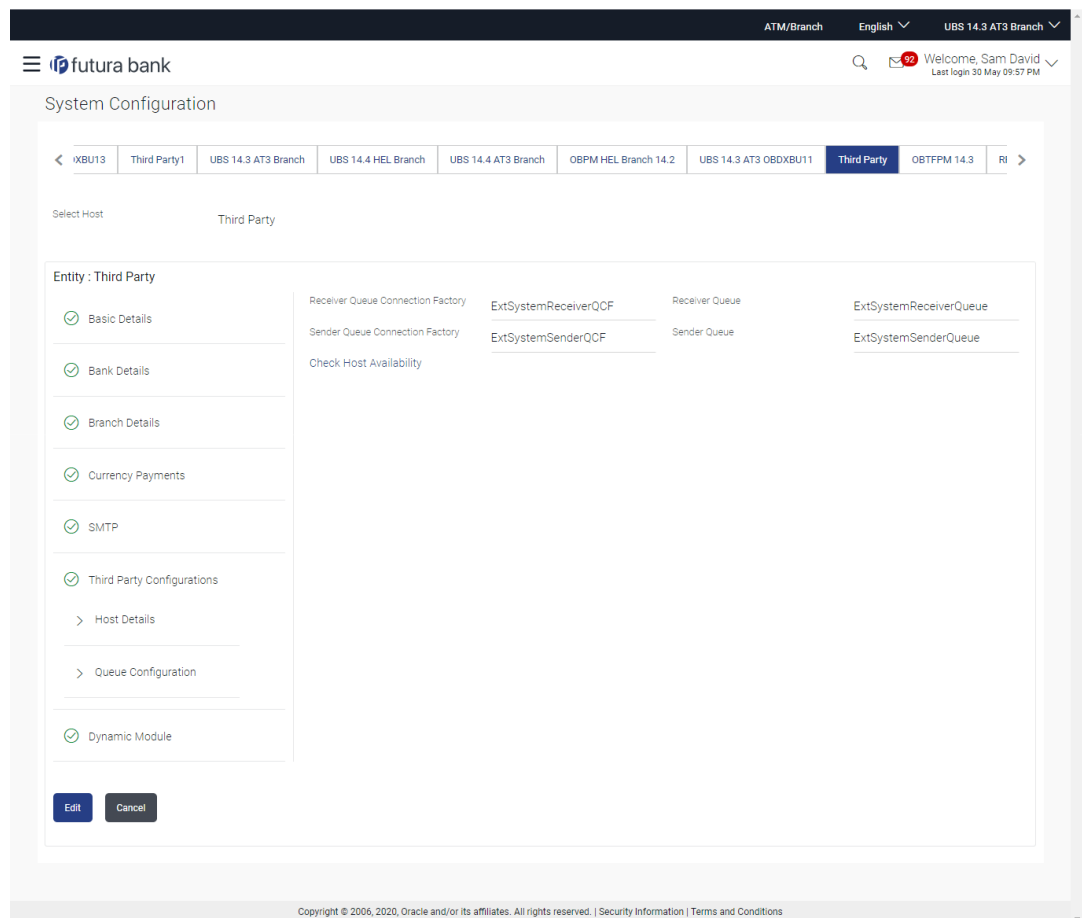 ATM/Branch English UBS 14.3 AT3 Branch
futura bank 92 Welcome, Sam David
Last login 30 May 09:57 PM
System Configuration
XBU13 Third Party1 UBS 14.3 AT3 Branch UBS 14.4 HEL Branch UBS 14.4 AT3 Branch OBPM HEL Branch 14.2 UBS 14.3 AT3 OBDXBU11 Third Party OBTFPM 14.3
Select Host Third Party
Entity : Third Party
Receiver Queue Connection Factory ExtSystemReceiverQCF Receiver Queue ExtSystemReceiverQueue
Sender Queue Connection Factory ExtSystemSenderQCF Sender Queue ExtSystemSenderQueue
Check Host Availability
Basic Details
Bank Details
Branch Details
Currency Payments
SMTP
Third Party Configurations
Host Details
Queue Configuration
Dynamic Module
Edit Cancel
Copyright © 2006, 2020, Oracle and/or its affiliates. All rights reserved. | Security Information | Terms and Conditions